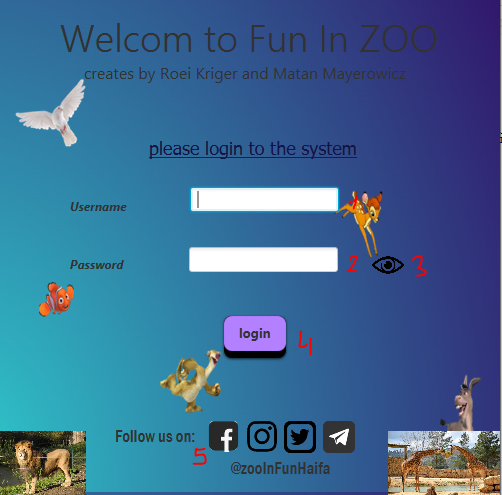 Welcom to Fun In ZOO
creates by Roei Kriger and Matan Mayerowicz
please login to the system
Username
1
Password
2
3
login
4
Follow us on:
5
@zooInFunHaifa